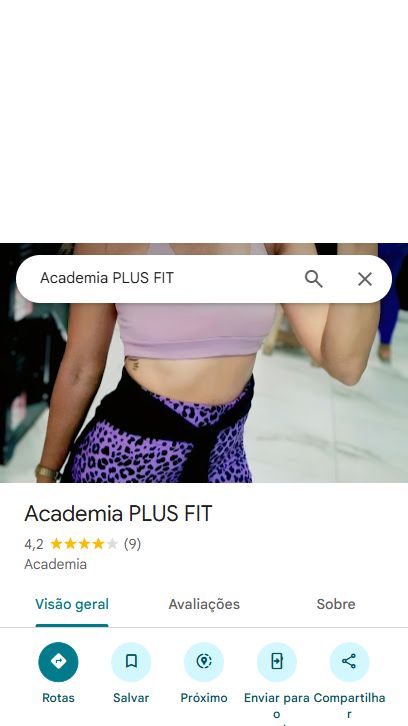 Academia PLUS FIT
Academia PLUS FIT
4,2 (9)
Academia
Visão geral Avaliações Sobre
Rotas Salvar Próximo Enviar para o Compartilhar